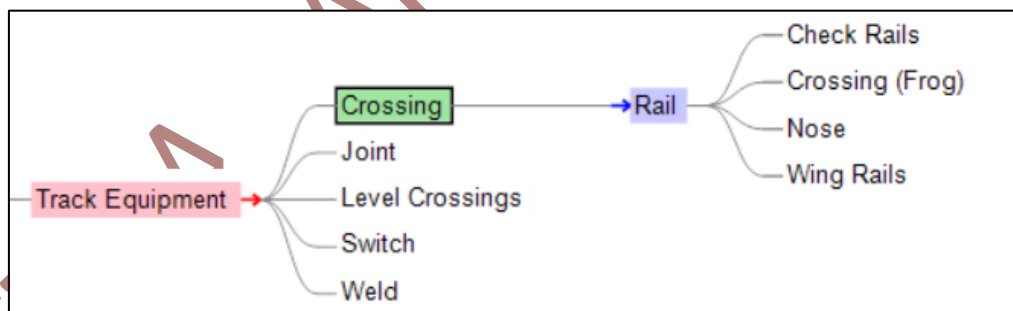 Track Equipment
Crossing
Joint
Level Crossings
Switch
Weld
Rail
Check Rails
Crossing (Frog)
Nose
Wing Rails